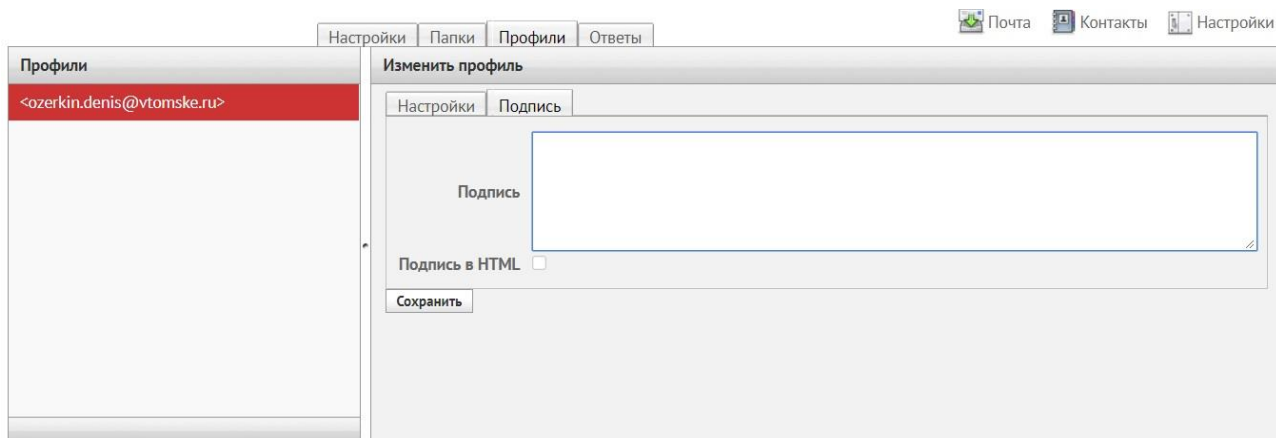 Почта Контакты Настройки
Настройки Папки Профили Ответы
Профили
<ozerkin.denis@vtomske.ru>
Изменить профиль
Настройки Подпись
Подпись
Подпись в HTML
Сохранить